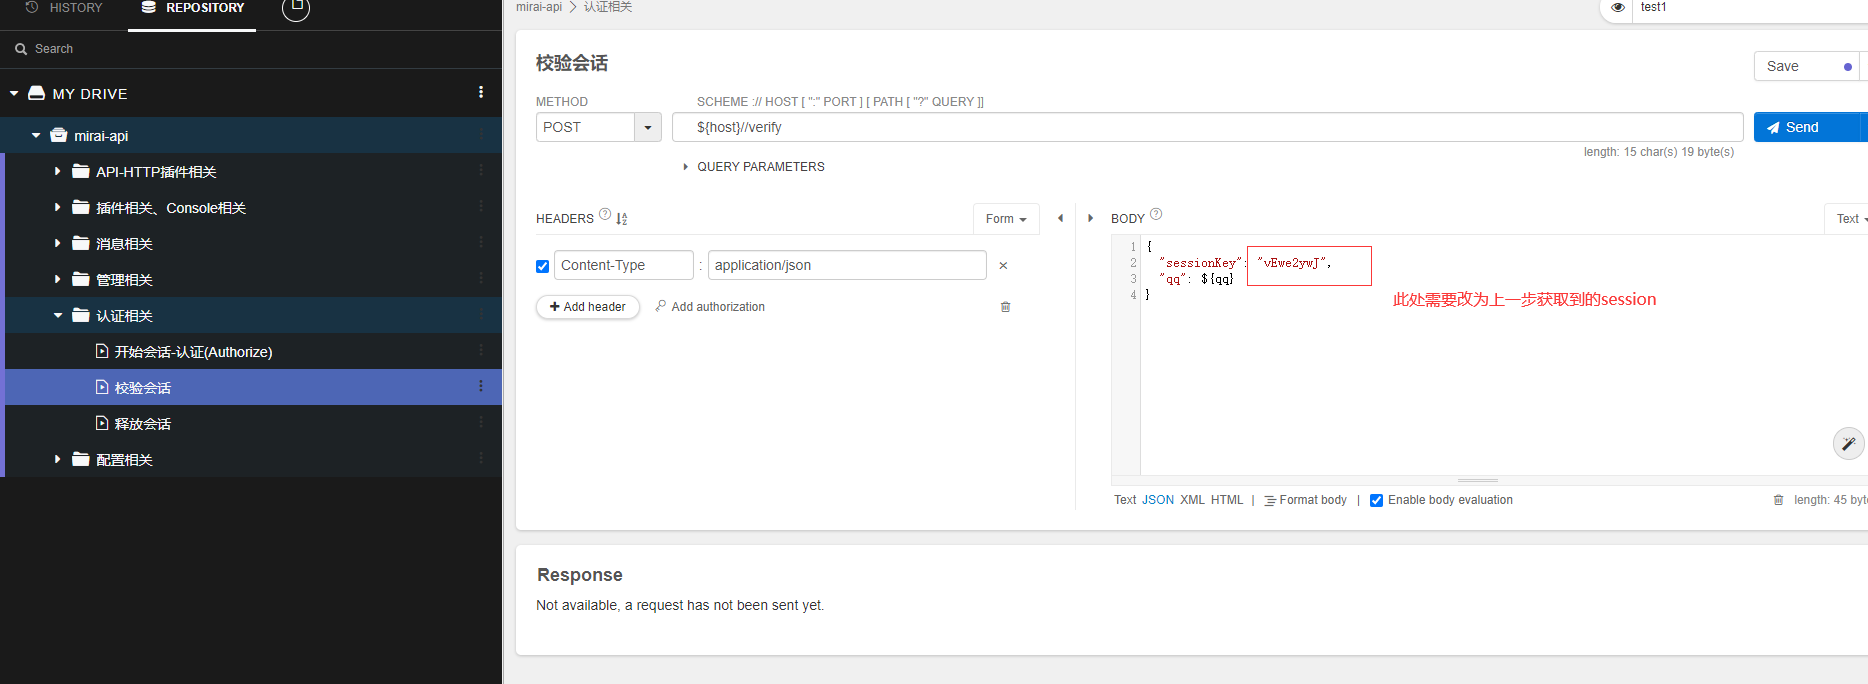 HISTORY
REPOSITORY
Search
MY DRIVE
mirai-api
API-HTTP插件相关
插件相关、Console相关
消息相关
管理相关
认证相关
开始会话-认证(Authorize)
校验会话
释放会话
配置相关
mirai-api > 认证相关
test1
校验会话
Save
METHOD
SCHEME :// HOST [ ":" PORT ] [ PATH [ "?" QUERY ]]
POST
${host}//verify
Send
length: 15 char(s) 19 byte(s)
QUERY PARAMETERS
HEADERS
Form
BODY
Text
Content-Type : application/json
+ Add header
Add authorization
1 {
2 "sessionKey": "vEwe2ywJ",
3 "qq": ${qq}
4 }
此处需要改为上一步获取到的session
Text JSON XML HTML | Format body | Enable body evaluation
length: 45 byt
Response
Not available, a request has not been sent yet.